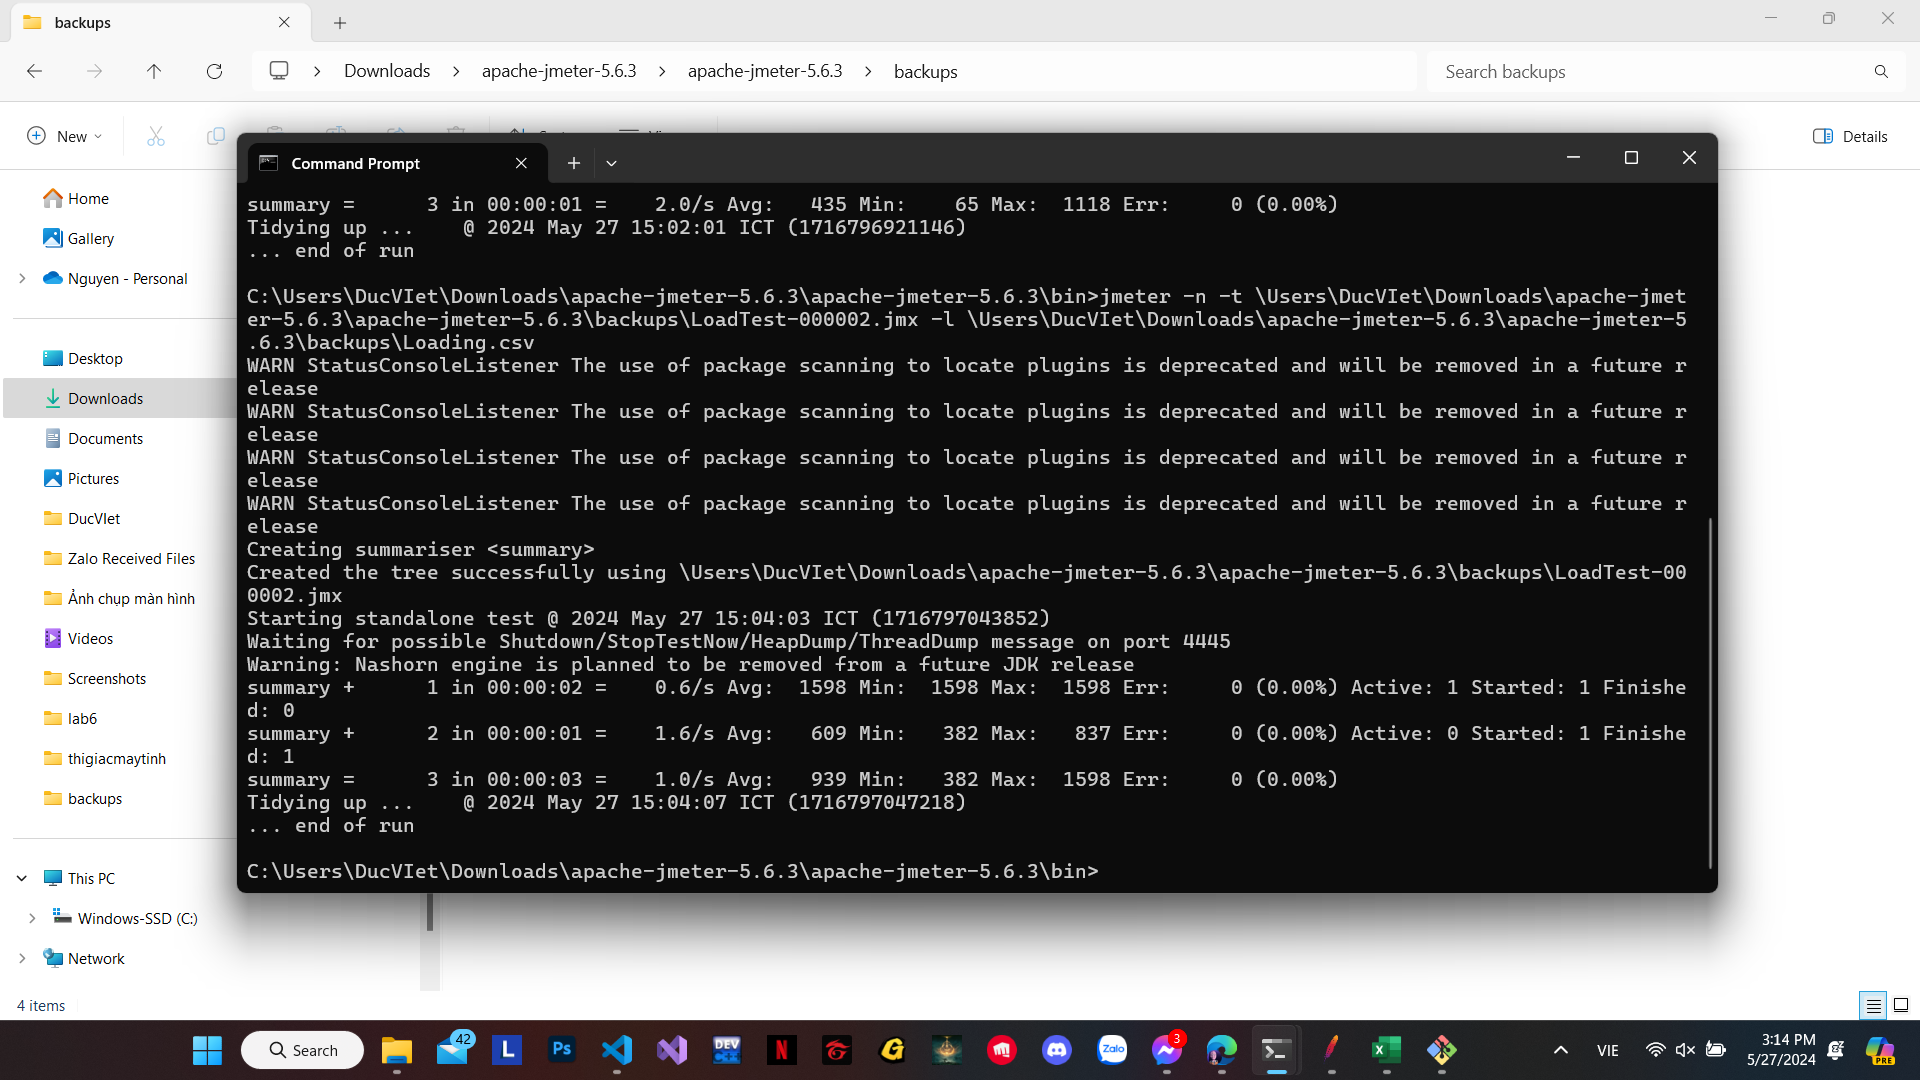 backups
Downloads
apache-jmeter-5.6.3
apache-jmeter-5.6.3
backups
Search backups
New
Details
Home
Gallery
Nguyen - Personal
Desktop
Downloads
Documents
Pictures
DucVIet
Zalo Received Files
Ảnh chụp màn hình
Videos
Screenshots
lab6
thigiacmaytinh
backups
This PC
Windows-SSD (C:)
Network
4 items
Command Prompt
summary =      3 in 00:00:01 =    2.0/s Avg:   435 Min:    65 Max:  1118 Err:     0 (0.00%)
Tidying up ...    @ 2024 May 27 15:02:01 ICT (1716796921146)
... end of run
C:\Users\DucVIet\Downloads\apache-jmeter-5.6.3\apache-jmeter-5.6.3\bin>jmeter -n -t \Users\DucVIet\Downloads\apache-jmet
er-5.6.3\apache-jmeter-5.6.3\backups\LoadTest-000002.jmx -l \Users\DucVIet\Downloads\apache-jmeter-5.6.3\apache-jmeter-5
.6.3\backups\Loading.csv
WARN StatusConsoleListener The use of package scanning to locate plugins is deprecated and will be removed in a future r
elease
WARN StatusConsoleListener The use of package scanning to locate plugins is deprecated and will be removed in a future r
elease
WARN StatusConsoleListener The use of package scanning to locate plugins is deprecated and will be removed in a future r
elease
WARN StatusConsoleListener The use of package scanning to locate plugins is deprecated and will be removed in a future r
elease
Creating summariser <summary>
Created the tree successfully using \Users\DucVIet\Downloads\apache-jmeter-5.6.3\apache-jmeter-5.6.3\backups\LoadTest-00
0002.jmx
Starting standalone test @ 2024 May 27 15:04:03 ICT (1716797043852)
Waiting for possible Shutdown/StopTestNow/HeapDump/ThreadDump message on port 4445
Warning: Nashorn engine is planned to be removed from a future JDK release
summary +      1 in 00:00:02 =    0.6/s Avg:  1598 Min:  1598 Max:  1598 Err:     0 (0.00%) Active: 1 Started: 1 Finishe
d: 0
summary +      2 in 00:00:01 =    1.6/s Avg:   609 Min:   382 Max:   837 Err:     0 (0.00%) Active: 0 Started: 1 Finishe
d: 1
summary =      3 in 00:00:03 =    1.0/s Avg:   939 Min:   382 Max:  1598 Err:     0 (0.00%)
Tidying up ...    @ 2024 May 27 15:04:07 ICT (1716797047218)
... end of run
C:\Users\DucVIet\Downloads\apache-jmeter-5.6.3\apache-jmeter-5.6.3\bin>
Search
42
L
Ps
DEV
N
G
Zalo
3
X
VIE
3:14 PM
5/27/2024
PRE